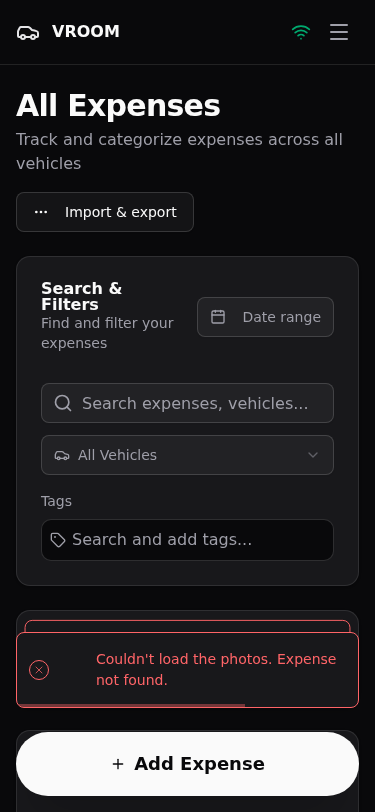 VROOM
All Expenses
Track and categorize expenses across all
vehicles
Import & export
Search &
Filters
Find and filter your
expenses
Date range
Search expenses, vehicles...
All Vehicles
Tags
Search and add tags...
Couldn't load the photos. Expense
not found.
Add Expense